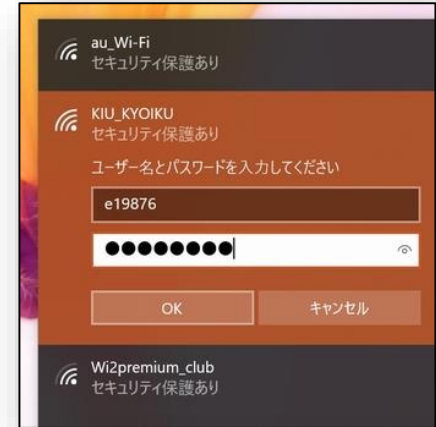 au_Wi-Fi
セキュリティ保護あり
KIU_KYOIKU
セキュリティ保護あり
ユーザー名とパスワードを入力してください
e19876
●●●●●●●●
OK
キャンセル
Wi2premium_club
セキュリティ保護あり